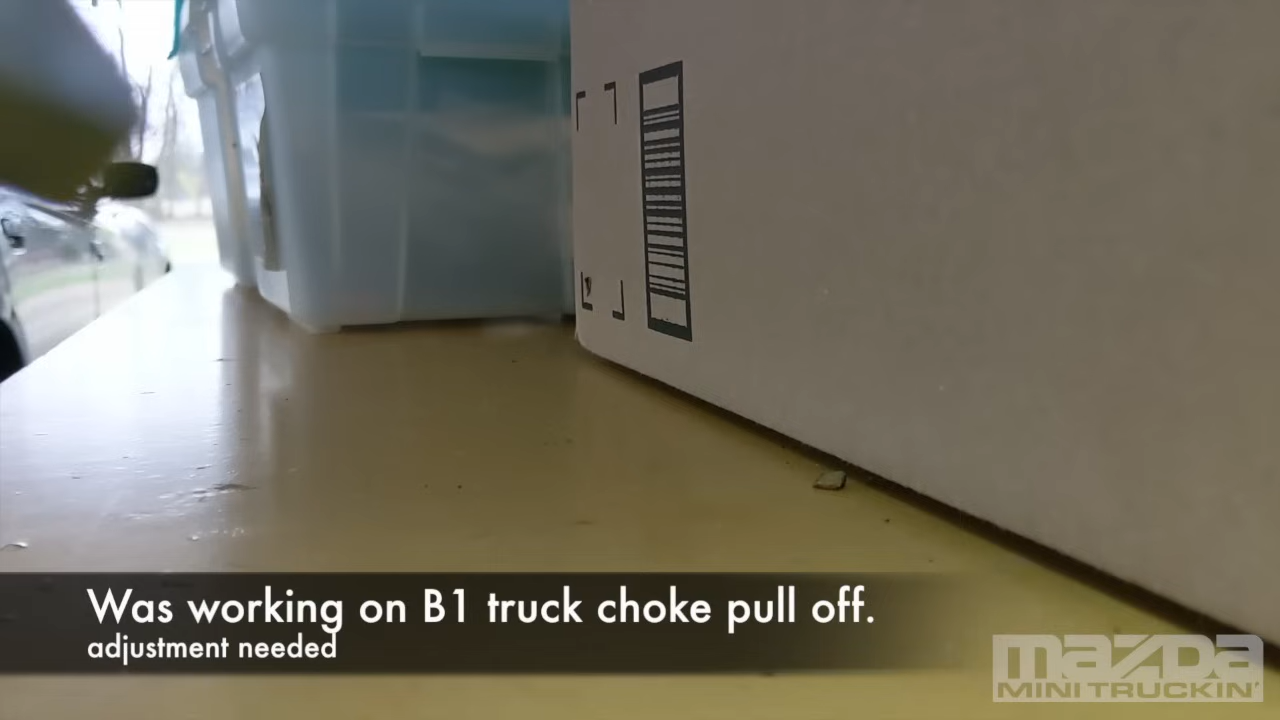 Was working on B1 truck choke pull off.
adjustment needed
mazda
MINI TRUCKIN'